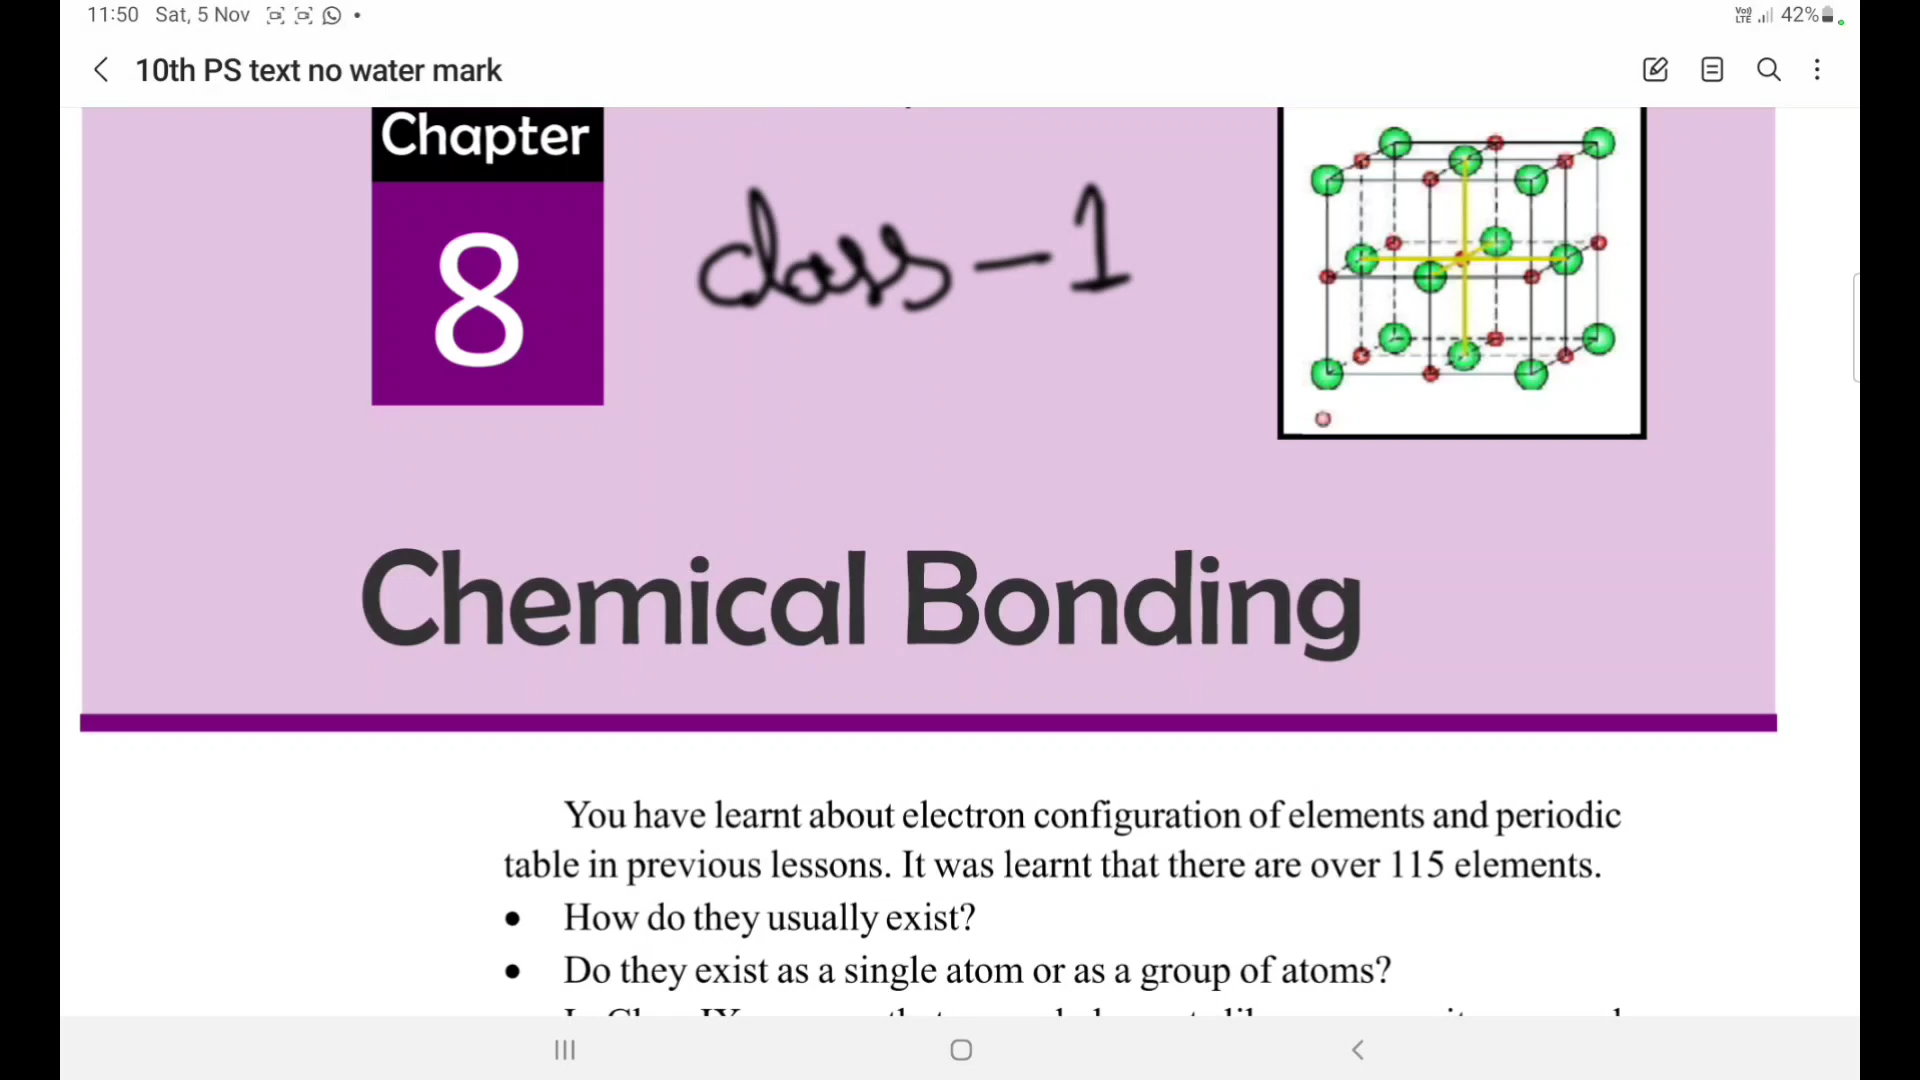 11:50 Sat, 5 Nov
Vo)) LTE 42%
10th PS text no water mark
Chapter
8
class-1
Chemical Bonding
You have learnt about electron configuration of elements and periodic
table in previous lessons. It was learnt that there are over 115 elements.
• How do they usually exist?
• Do they exist as a single atom or as a group of atoms?